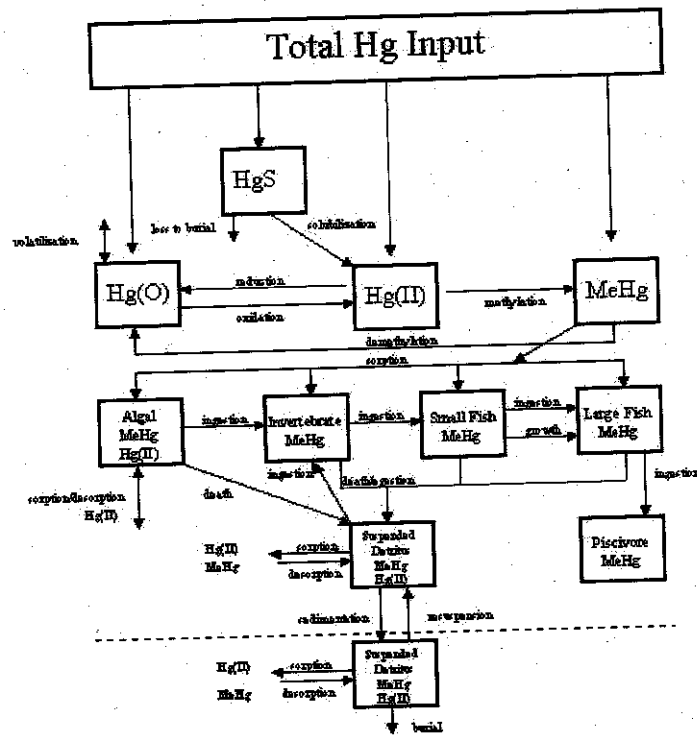 Total Hg Input
HgS
loss to burial
solutulisation
volatilisation
Hg(O)
reduction
oxilation
Hg(II)
methylation
MeHg
demethylation
sorption
Algal
MeHg
Hg(II)
ingestion
Invertebrate
MeHg
ingestion
Small Fish
MeHg
ingestion
growth
Large Fish
MeHg
sorption/desorption
Hg(II)
death
ingestion
death/egestion
ingestion
Hg(II)
MeHg
sorption
desorption
Suspended
Detritus
MeHg
Hg(II)
Piscivore
MeHg
sedimentation
resuspension
Hg(II)
MeHg
sorption
desorption
Suspended
Detritus
MeHg
Hg(II)
burial